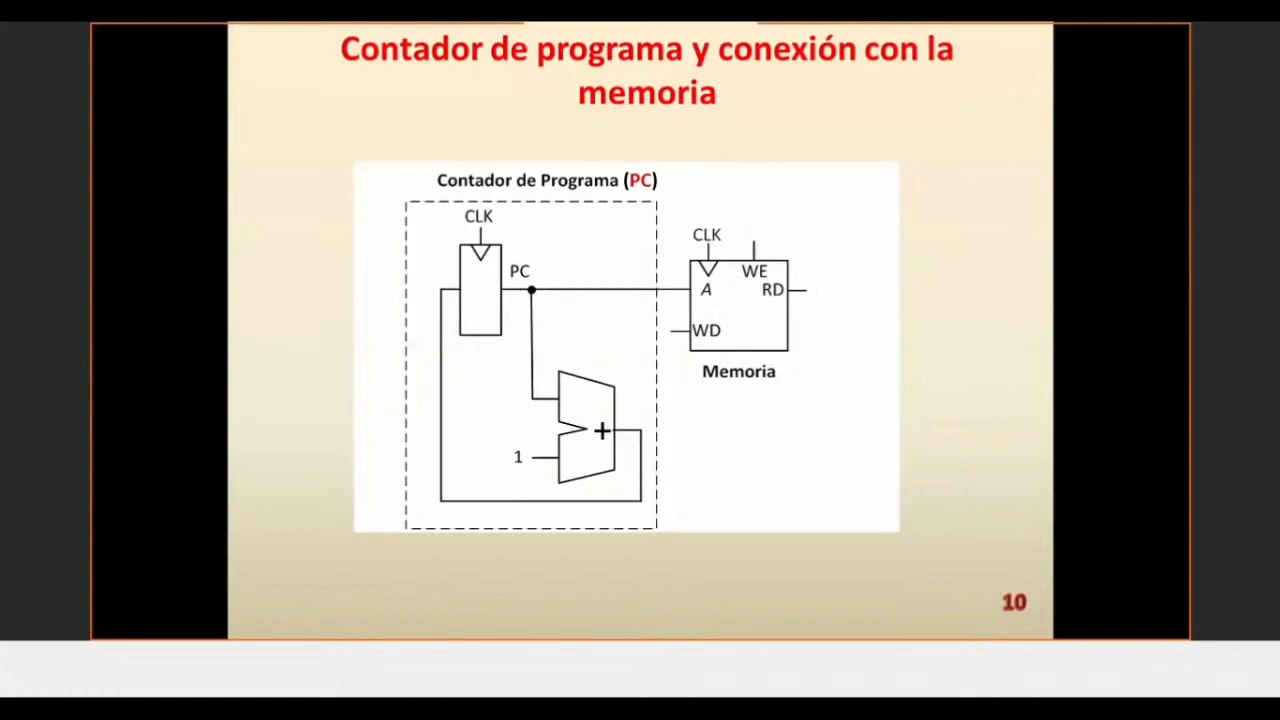 Contador de programa y conexión con la
memoria
Contador de Programa (PC)
CLK
PC
CLK
WE
A
RD
WD
Memoria
+
1
10